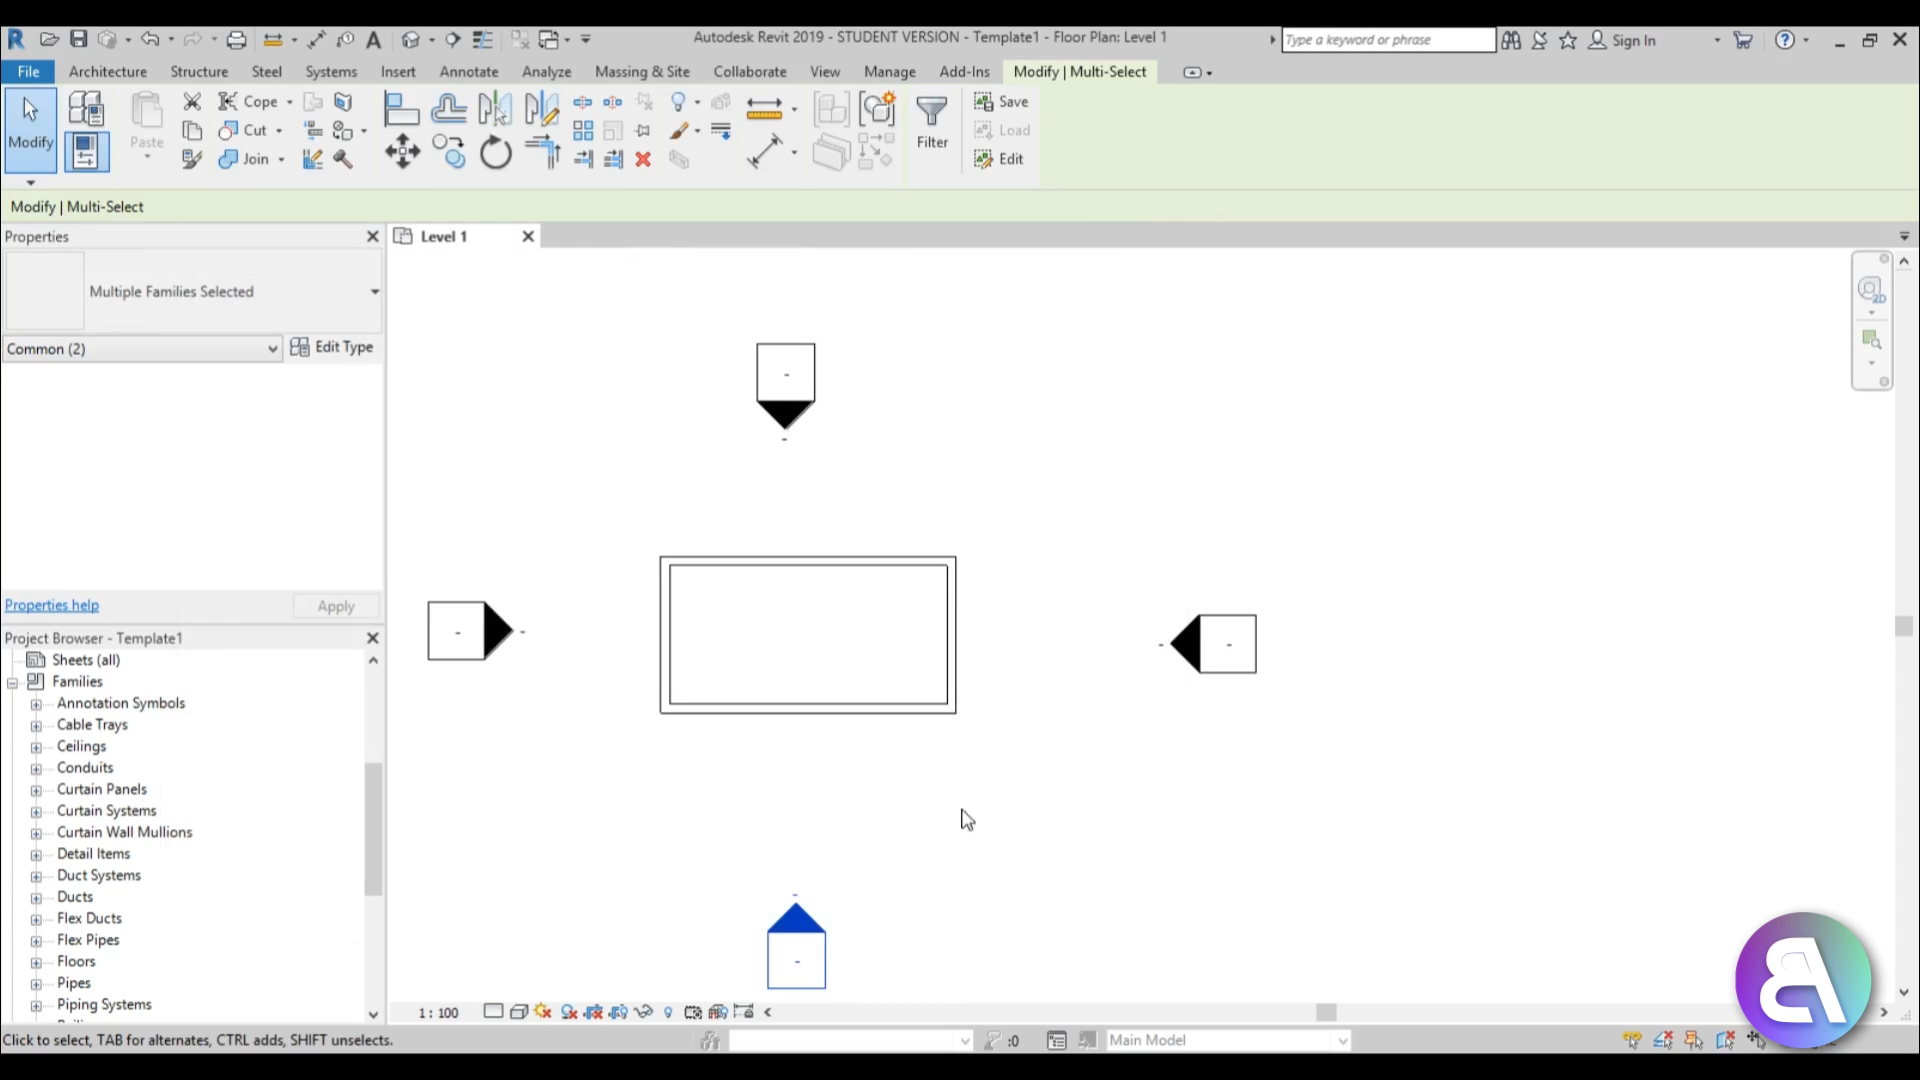 Autodesk Revit 2019 - STUDENT VERSION - Template1 - Floor Plan: Level 1
Type a keyword or phrase
Sign In
File Architecture Structure Steel Systems Insert Annotate Analyze Massing & Site Collaborate View Manage Add-Ins Modify | Multi-Select
Modify
Paste
Cope
Cut
Join
Filter
Save
Load
Edit
Modify | Multi-Select
Properties
Level 1
Multiple Families Selected
Common (2)
Edit Type
Properties help
Apply
Project Browser - Template1
Sheets (all)
Families
Annotation Symbols
Cable Trays
Ceilings
Conduits
Curtain Panels
Curtain Systems
Curtain Wall Mullions
Detail Items
Duct Systems
Ducts
Flex Ducts
Flex Pipes
Floors
Pipes
Piping Systems
2D
1 : 100
Click to select, TAB for alternates, CTRL adds, SHIFT unselects.
:0
Main Model